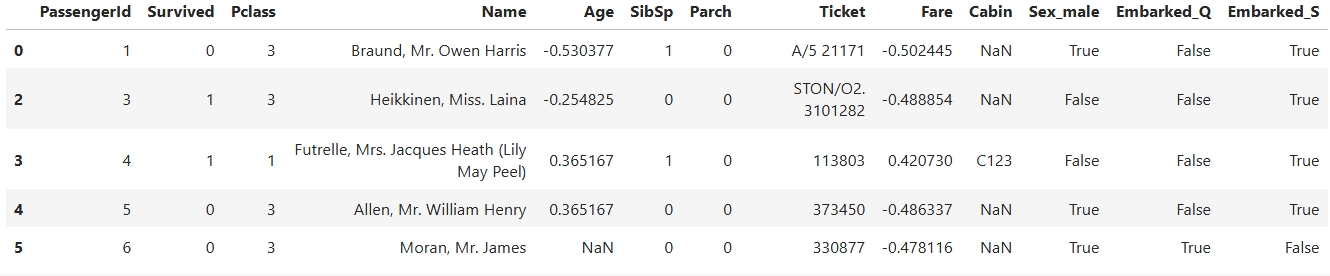 PassengerId Survived Pclass Name Age SibSp Parch Ticket Fare Cabin Sex_male Embarked_Q Embarked_S
0 1 0 3 Braund, Mr. Owen Harris -0.530377 1 0 A/5 21171 -0.502445 NaN True False True
2 3 1 3 Heikkinen, Miss. Laina -0.254825 0 0 STON/O2.
3101282 -0.488854 NaN False False True
3 4 1 1 Futrelle, Mrs. Jacques Heath (Lily
May Peel) 0.365167 1 0 113803 0.420730 C123 False False True
4 5 0 3 Allen, Mr. William Henry 0.365167 0 0 373450 -0.486337 NaN True False True
5 6 0 3 Moran, Mr. James NaN 0 0 330877 -0.478116 NaN True True False